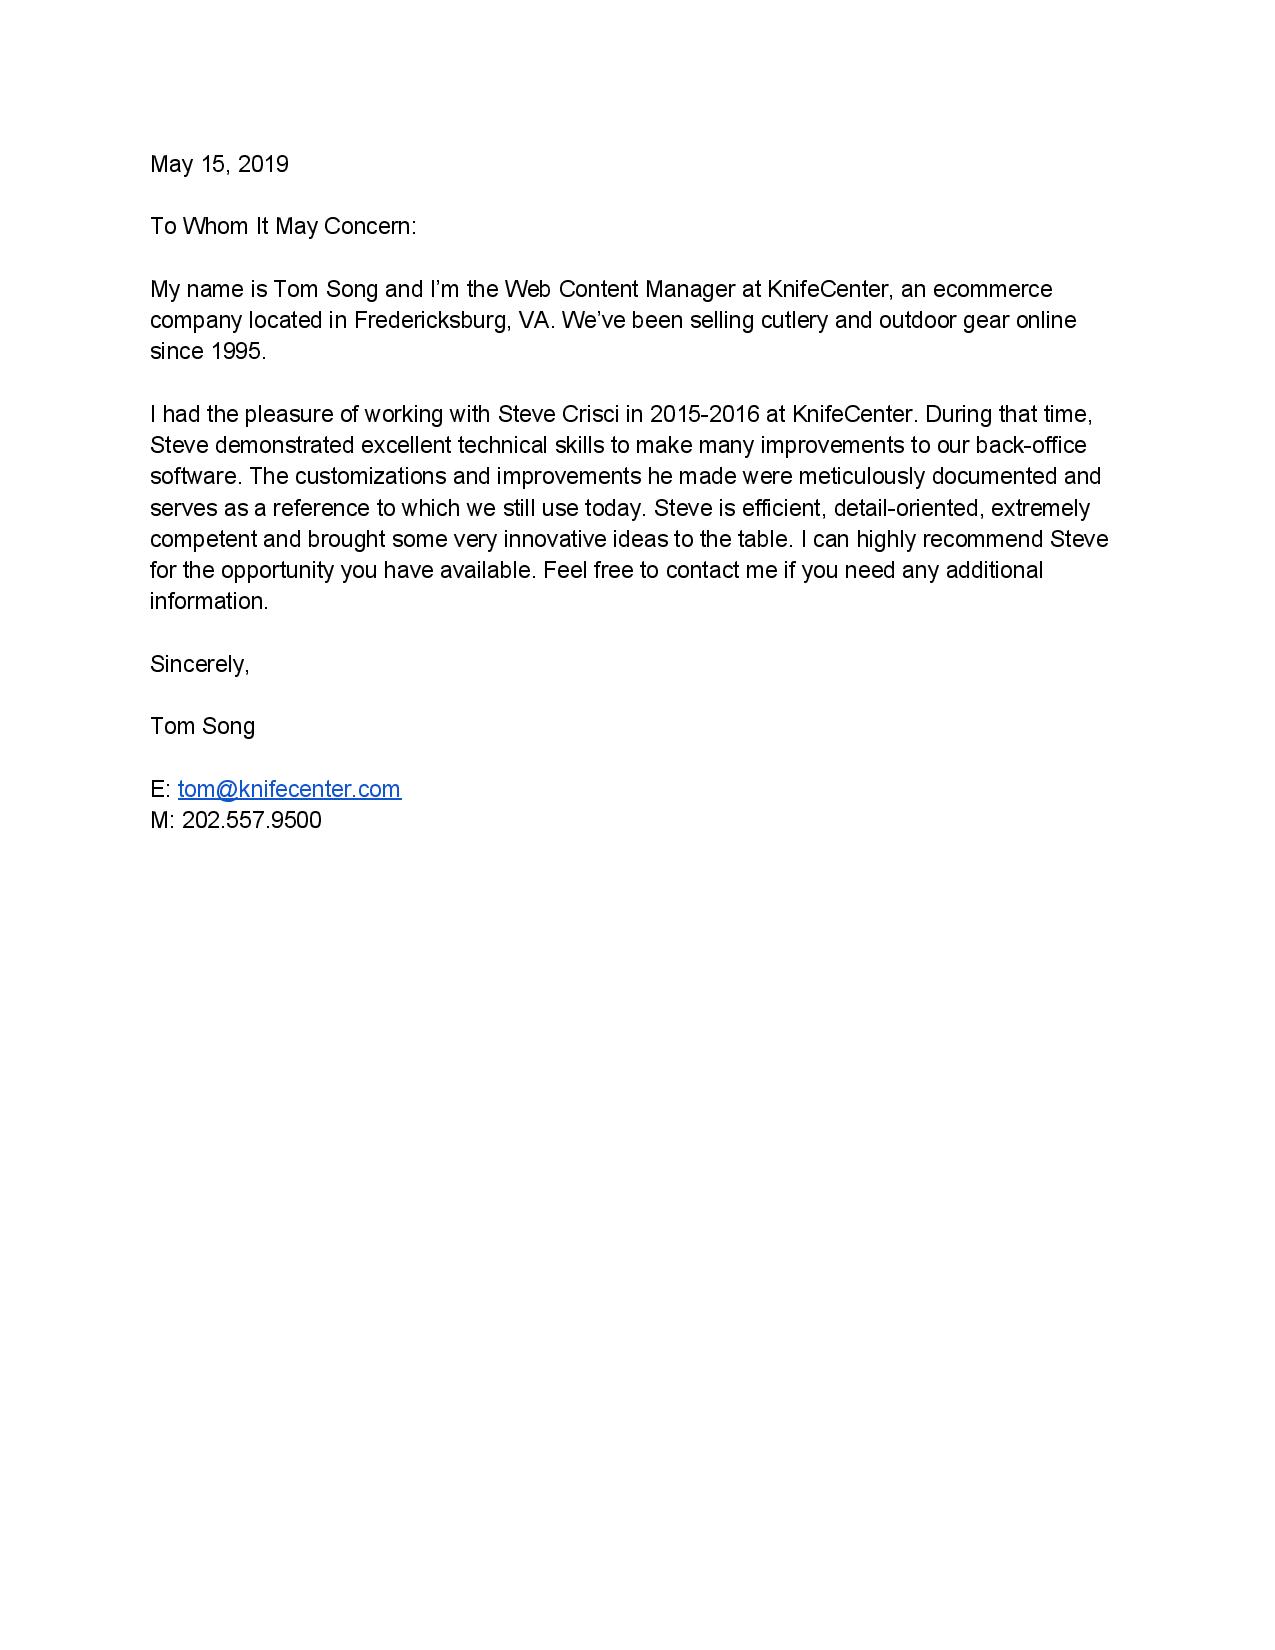 May 15, 2019
To Whom It May Concern:
My name is Tom Song and I’m the Web Content Manager at KnifeCenter, an ecommerce
company located in Fredericksburg, VA. We’ve been selling cutlery and outdoor gear online
since 1995.
I had the pleasure of working with Steve Crisci in 2015-2016 at KnifeCenter. During that time,
Steve demonstrated excellent technical skills to make many improvements to our back-office
software. The customizations and improvements he made were meticulously documented and
serves as a reference to which we still use today. Steve is efficient, detail-oriented, extremely
competent and brought some very innovative ideas to the table. I can highly recommend Steve
for the opportunity you have available. Feel free to contact me if you need any additional
information.
Sincerely,
Tom Song
E: tom@knifecenter.com
M: 202.557.9500